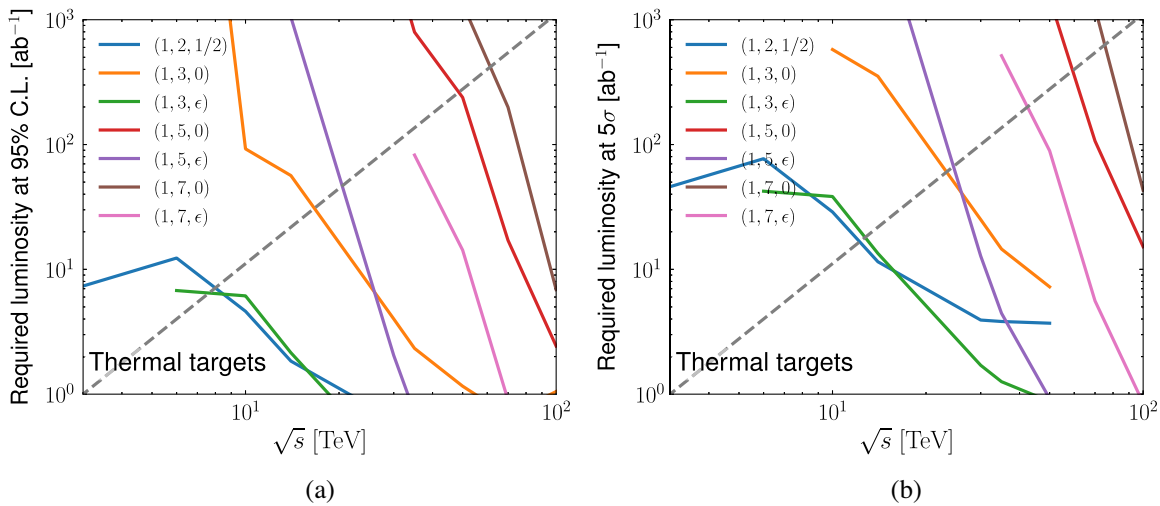 Required luminosity at 95% C.L. [ab⁻¹]
10³
10²
10¹
10⁰
(1, 2, 1/2)
(1, 3, 0)
(1, 3, ϵ)
(1, 5, 0)
(1, 5, ϵ)
(1, 7, 0)
(1, 7, ϵ)
Thermal targets
10¹
10²
√s [TeV]
(a)
Required luminosity at 5σ [ab⁻¹]
10³
10²
10¹
10⁰
(1, 2, 1/2)
(1, 3, 0)
(1, 3, ϵ)
(1, 5, 0)
(1, 5, ϵ)
(1, 7, 0)
(1, 7, ϵ)
Thermal targets
10¹
10²
√s [TeV]
(b)